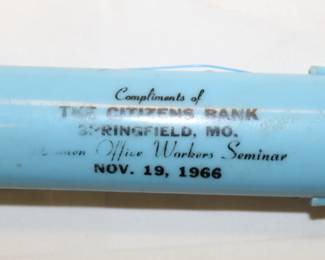 Compliments of
THE CITIZENS BANK
SPRINGFIELD, MO.
Office Workers Seminar
NOV. 19, 1966